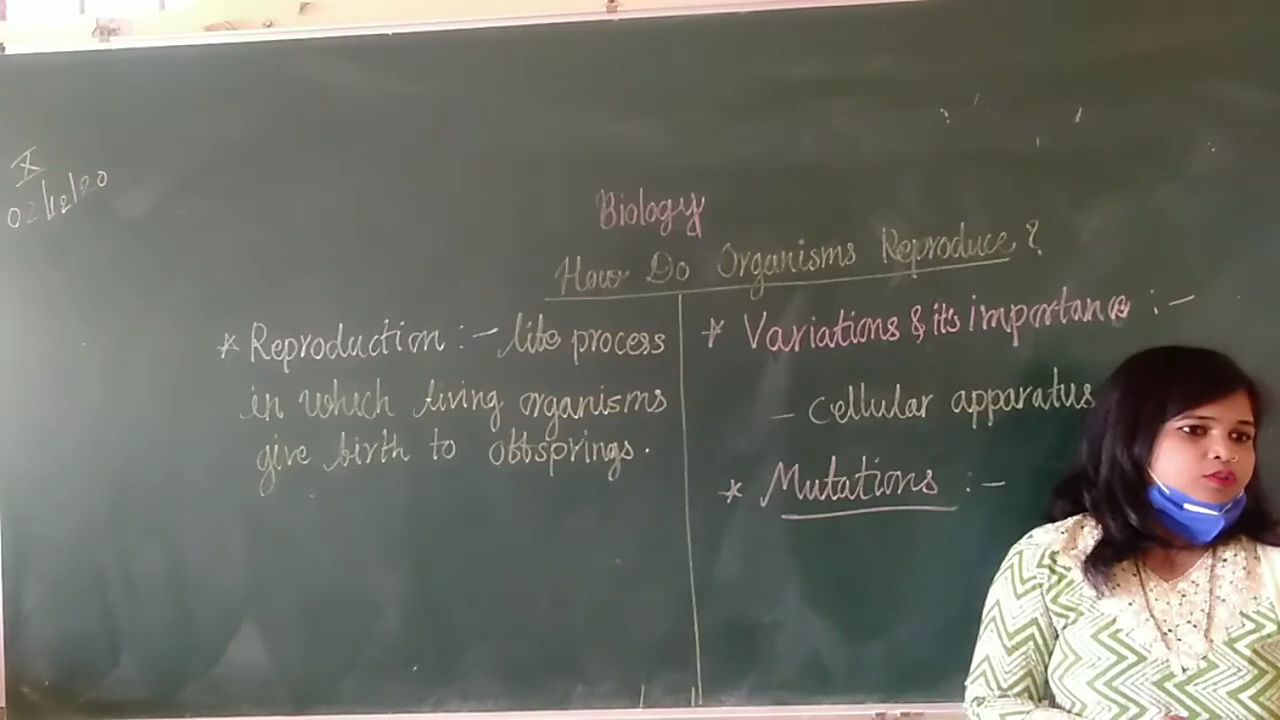 X
02/12/20
Biology
How Do Organisms Reproduce?
* Reproduction :- life process
in which living organisms
give birth to offsprings.
* Variations & its importance :-
- Cellular apparatus
* Mutations :-